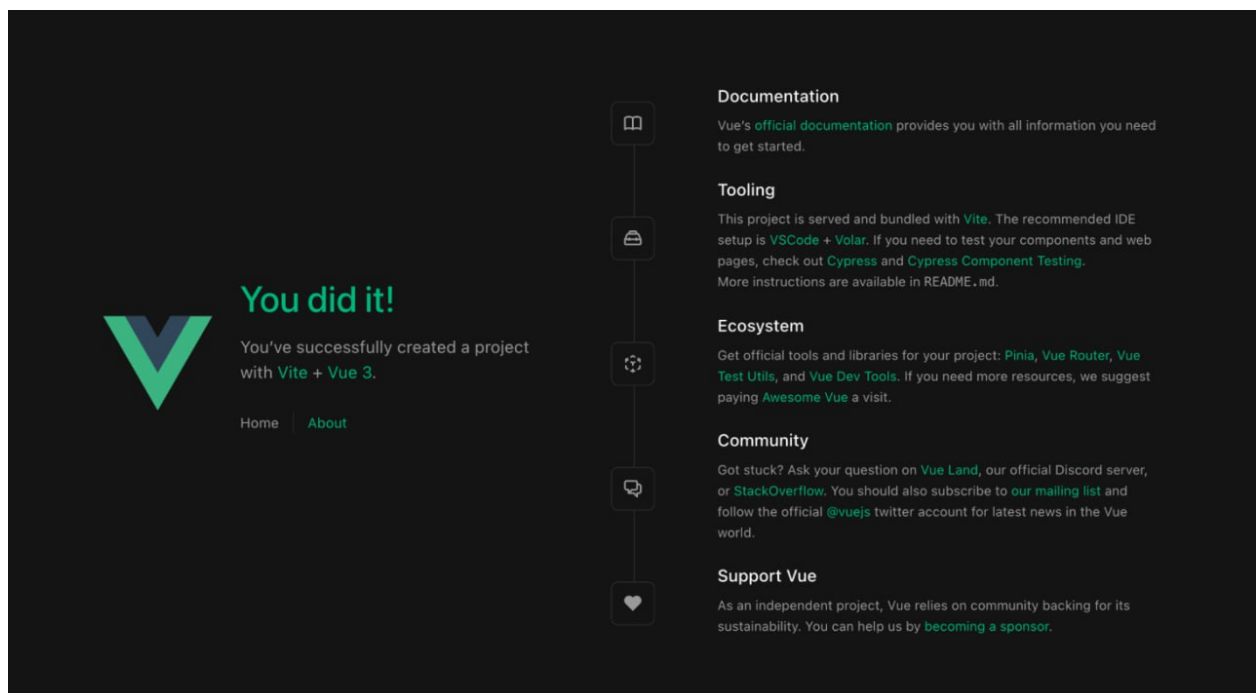 You did it!
You’ve successfully created a project
with Vite + Vue 3.
Home
About
Documentation
Vue’s official documentation provides you with all information you need
to get started.
Tooling
This project is served and bundled with Vite. The recommended IDE
setup is VSCode + Volar. If you need to test your components and web
pages, check out Cypress and Cypress Component Testing.
More instructions are available in README.md.
Ecosystem
Get official tools and libraries for your project: Pinia, Vue Router, Vue
Test Utils, and Vue Dev Tools. If you need more resources, we suggest
paying Awesome Vue a visit.
Community
Got stuck? Ask your question on Vue Land, our official Discord server,
or StackOverflow. You should also subscribe to our mailing list and
follow the official @vuejs twitter account for latest news in the Vue
world.
Support Vue
As an independent project, Vue relies on community backing for its
sustainability. You can help us by becoming a sponsor.